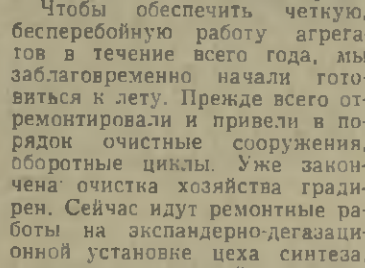 Чтобы обеспечить четкую,
бесперебойную работу агрега-
тов в течение всего года, мы
заблаговременно начали гото-
виться к лету. Прежде всего от-
ремонтировали и привели в по-
рядок очистные сооружения,
оборотные циклы. Уже закон-
чена очистка хозяйства гради-
рен. Сейчас идут ремонтные ра-
боты на экспандерно-дегазаци-
онной установке цеха синтеза.